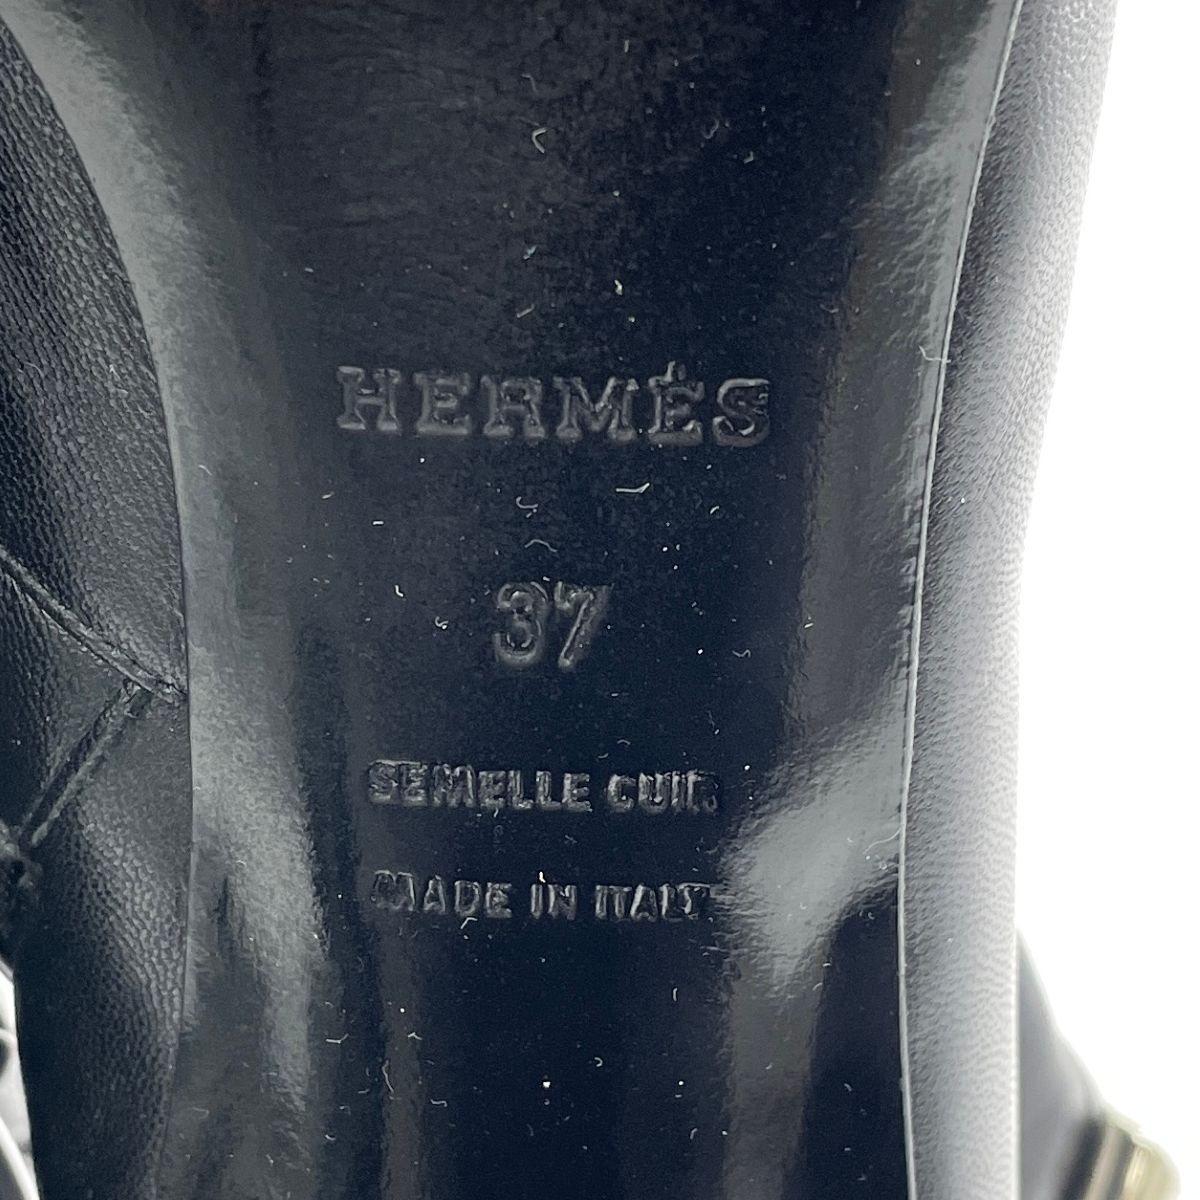 HERMÈS
37
SEMELLE CUIR
MADE IN ITALY